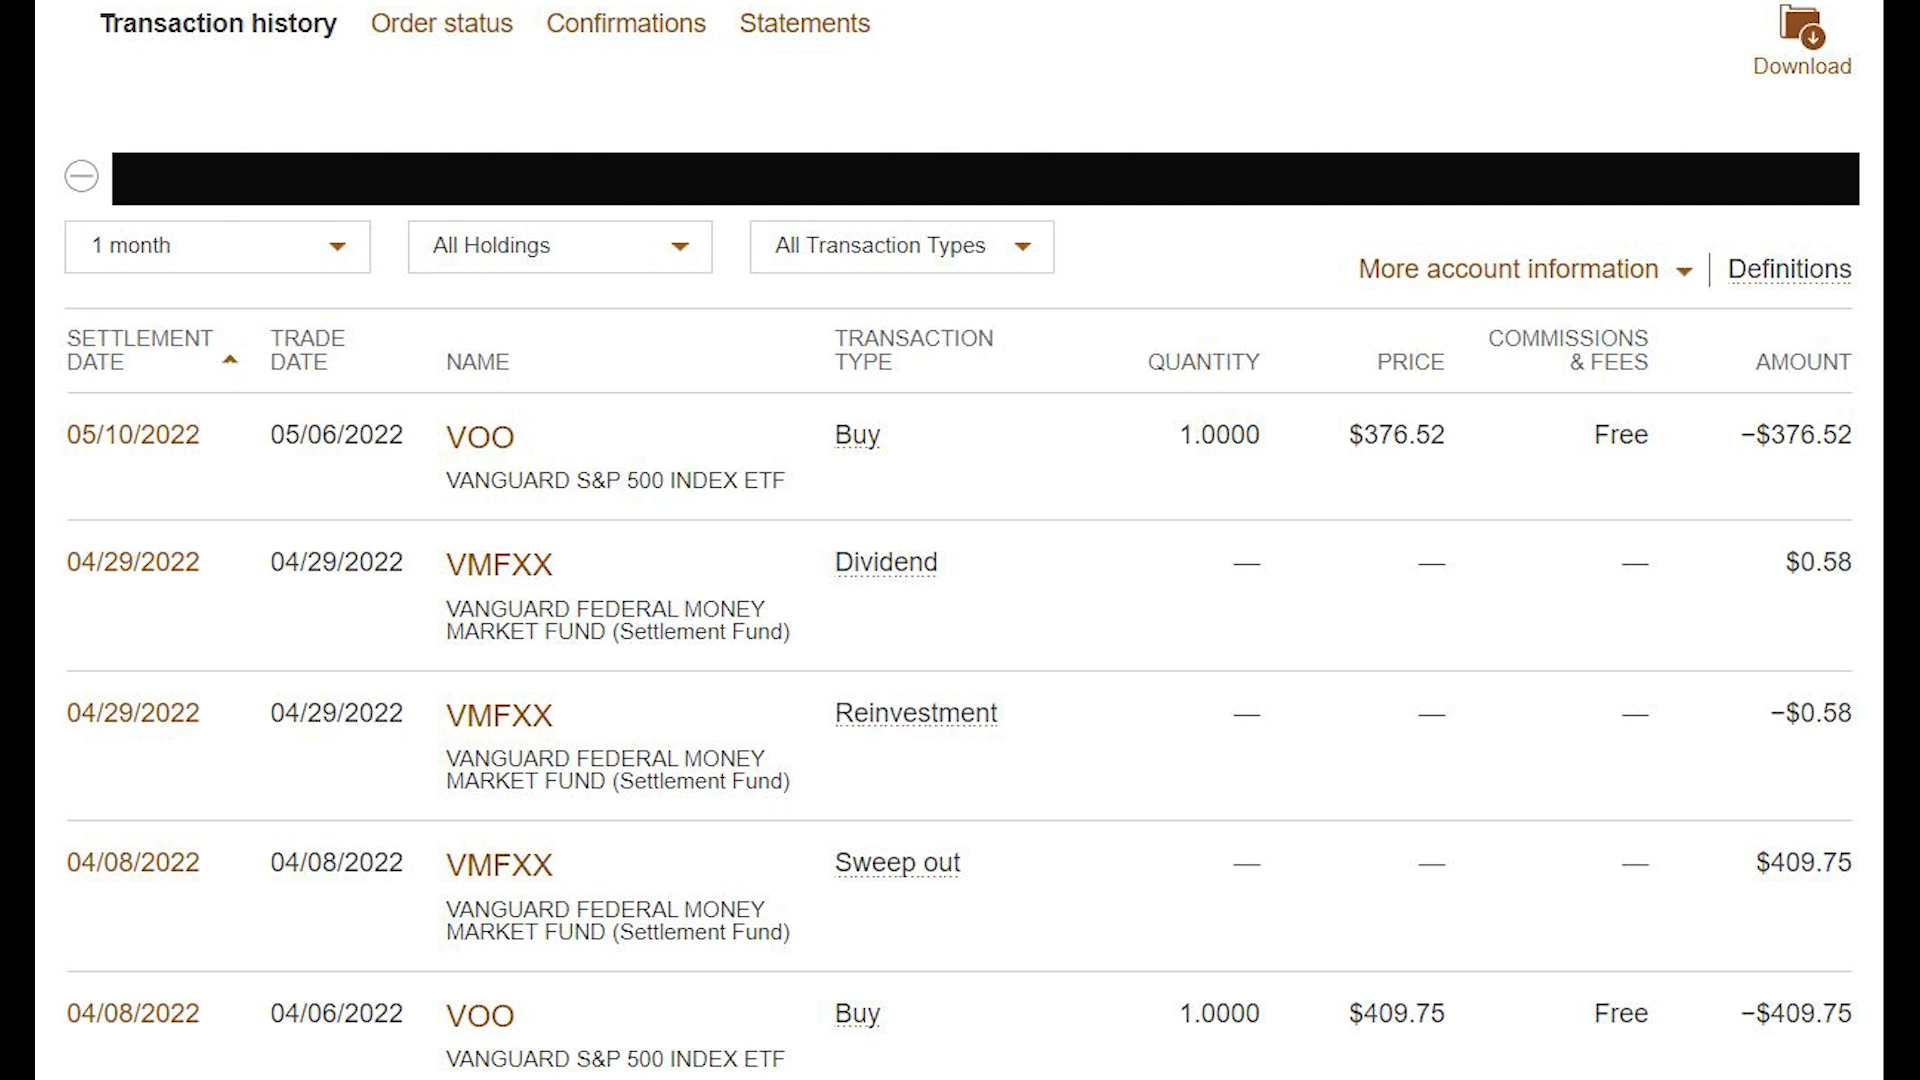 Transaction history Order status Confirmations Statements
Download
1 month All Holdings All Transaction Types
More account information Definitions
SETTLEMENT DATE TRADE DATE NAME TRANSACTION TYPE QUANTITY PRICE COMMISSIONS & FEES AMOUNT
05/10/2022 05/06/2022 VOO Buy 1.0000 $376.52 Free −$376.52
VANGUARD S&P 500 INDEX ETF
04/29/2022 04/29/2022 VMFXX Dividend — — — $0.58
VANGUARD FEDERAL MONEY
MARKET FUND (Settlement Fund)
04/29/2022 04/29/2022 VMFXX Reinvestment — — — −$0.58
VANGUARD FEDERAL MONEY
MARKET FUND (Settlement Fund)
04/08/2022 04/08/2022 VMFXX Sweep out — — — $409.75
VANGUARD FEDERAL MONEY
MARKET FUND (Settlement Fund)
04/08/2022 04/06/2022 VOO Buy 1.0000 $409.75 Free −$409.75
VANGUARD S&P 500 INDEX ETF